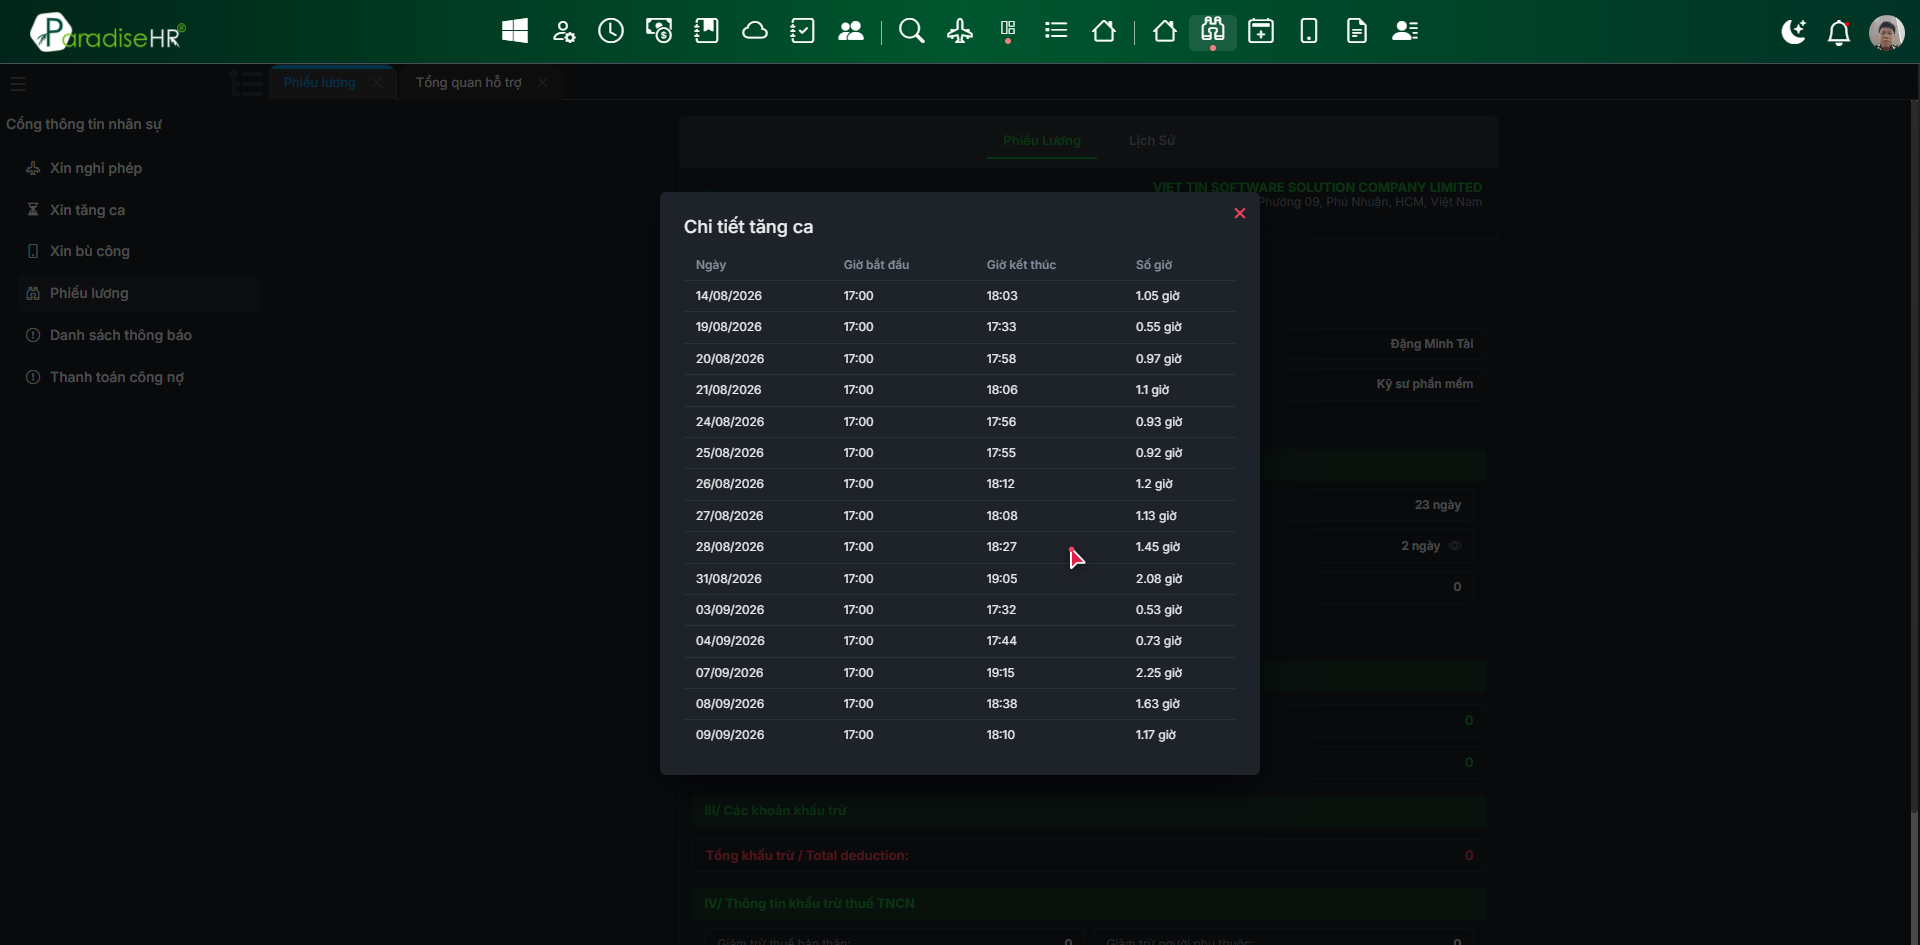 ParadiseHR®
Phiếu lương
Tổng quan hỗ trợ
Cổng thông tin nhân sự
Xin nghỉ phép
Xin tăng ca
Xin bù công
Phiếu lương
Danh sách thông báo
Thanh toán công nợ
Phiếu Lương
Lịch Sử
VIET TIN SOFTWARE SOLUTION COMPANY LIMITED
Phường 09, Phú Nhuận, HCM, Việt Nam
Chi tiết tăng ca
Ngày Giờ bắt đầu Giờ kết thúc Số giờ
14/08/2026 17:00 18:03 1.05 giờ
19/08/2026 17:00 17:33 0.55 giờ
20/08/2026 17:00 17:58 0.97 giờ
21/08/2026 17:00 18:06 1.1 giờ
24/08/2026 17:00 17:56 0.93 giờ
25/08/2026 17:00 17:55 0.92 giờ
26/08/2026 17:00 18:12 1.2 giờ
27/08/2026 17:00 18:08 1.13 giờ
28/08/2026 17:00 18:27 1.45 giờ
31/08/2026 17:00 19:05 2.08 giờ
03/09/2026 17:00 17:32 0.53 giờ
04/09/2026 17:00 17:44 0.73 giờ
07/09/2026 17:00 19:15 2.25 giờ
08/09/2026 17:00 18:38 1.63 giờ
09/09/2026 17:00 18:10 1.17 giờ
Đặng Minh Tài
Kỹ sư phần mềm
23 ngày
2 ngày
0
0
0
III/ Các khoản khấu trừ
Tổng khấu trừ / Total deduction: 0
IV/ Thông tin khấu trừ thuế TNCN
Giảm trừ thuế bản thân: 0 Giảm trừ người phụ thuộc: 0